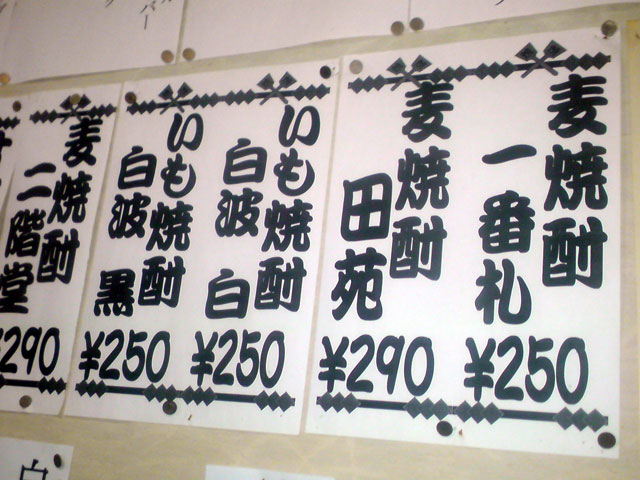 麦焼酎
一番札
¥250
麦焼酎
田苑
¥290
いも焼酎
白波 白
¥250
いも焼酎
白波 黒
¥250
麦焼酎
二階堂
¥290